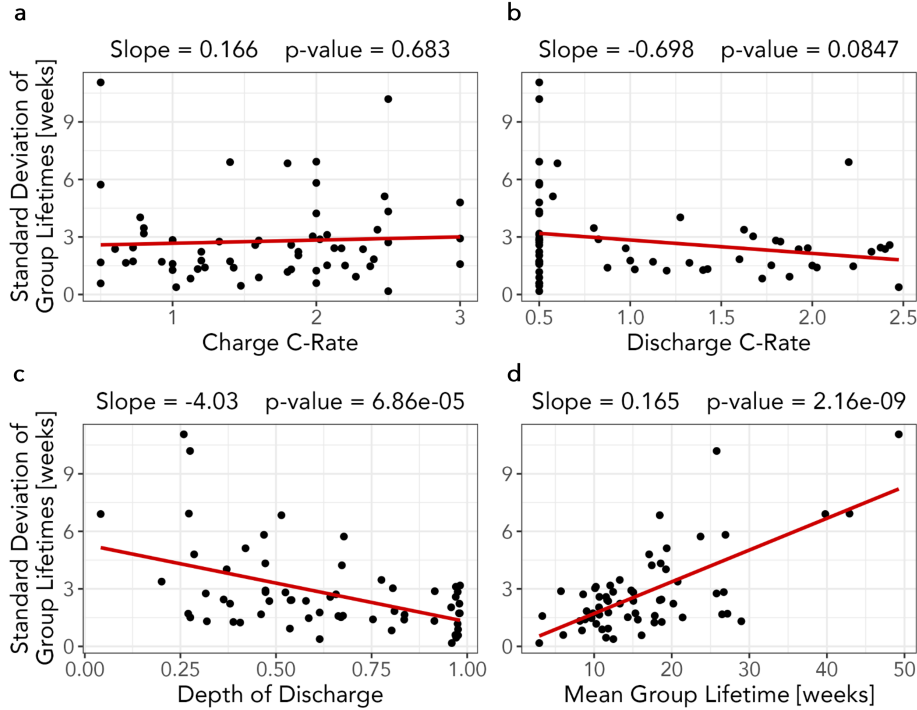 a
Slope = 0.166 p-value = 0.683
Standard Deviation of
Group Lifetimes [weeks]
9
6
3
0
1 2 3
Charge C-Rate
b
Slope = -0.698 p-value = 0.0847
9
6
3
0
0.5 1.0 1.5 2.0 2.5
Discharge C-Rate
c
Slope = -4.03 p-value = 6.86e-05
Standard Deviation of
Group Lifetimes [weeks]
9
6
3
0
0.00 0.25 0.50 0.75 1.00
Depth of Discharge
d
Slope = 0.165 p-value = 2.16e-09
9
6
3
0
10 20 30 40 50
Mean Group Lifetime [weeks]